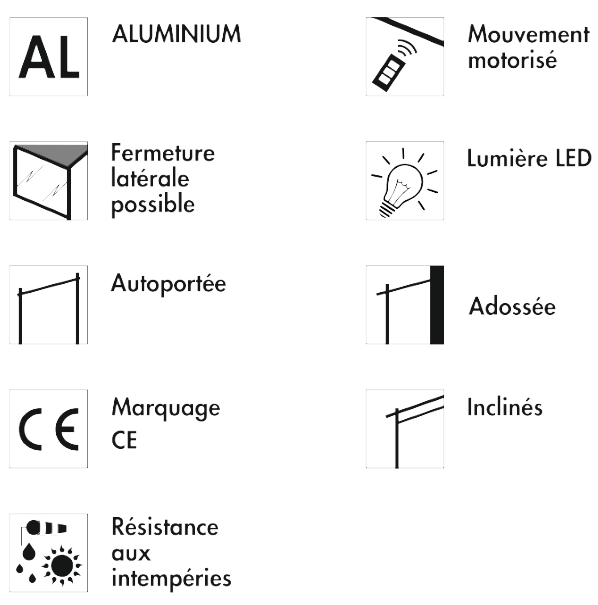 AL
ALUMINIUM
Mouvement
motorisé
Fermeture
latérale
possible
Lumière LED
Autoportée
Adossée
CE
Marquage
CE
Inclinés
Résistance
aux
intempéries